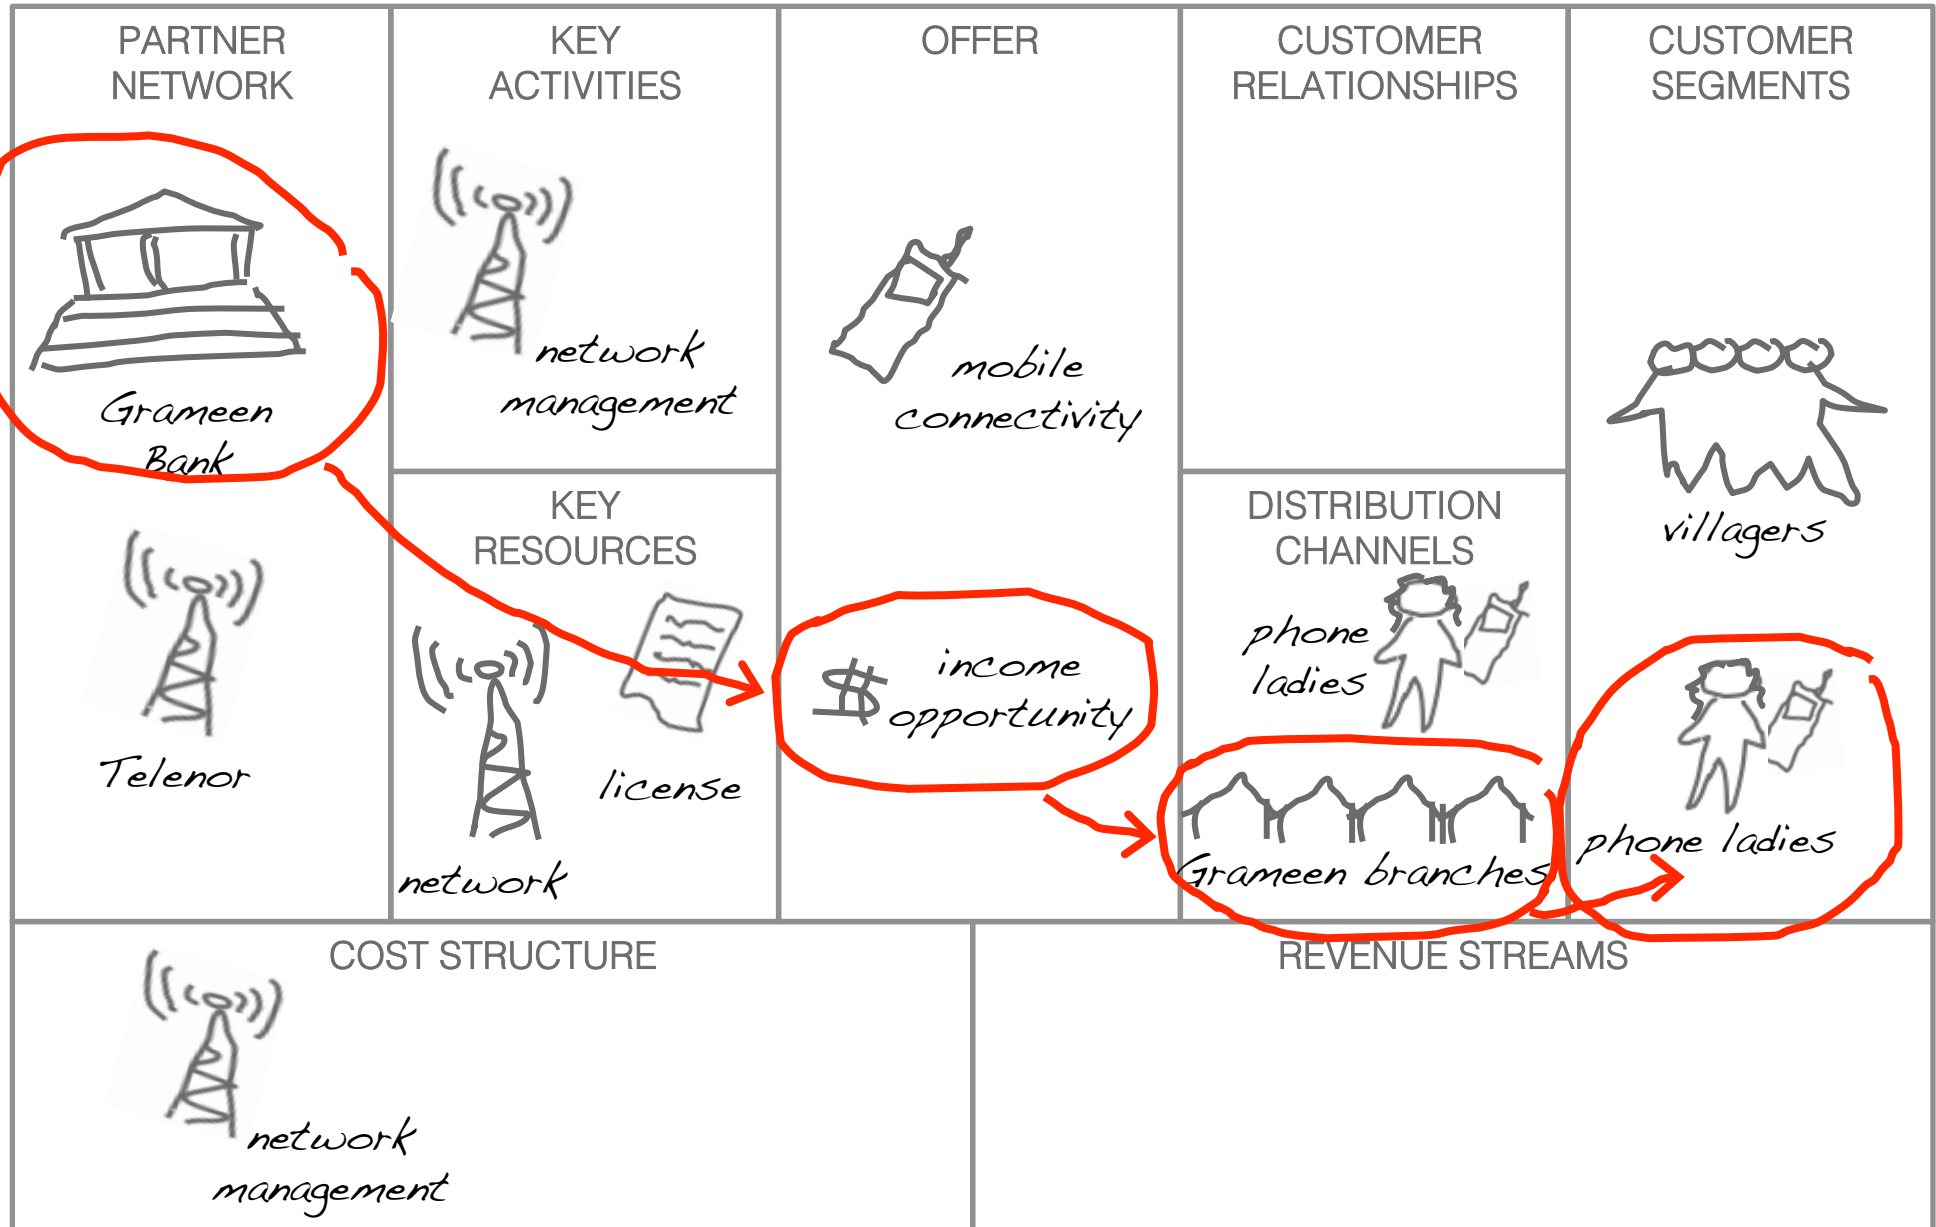 PARTNER
NETWORK
Grameen
Bank
Telenor
KEY
ACTIVITIES
network
management
KEY
RESOURCES
license
network
OFFER
mobile
connectivity
$ income
opportunity
CUSTOMER
RELATIONSHIPS
DISTRIBUTION
CHANNELS
phone
ladies
Grameen branches
CUSTOMER
SEGMENTS
villagers
phone ladies
COST STRUCTURE
network
management
REVENUE STREAMS